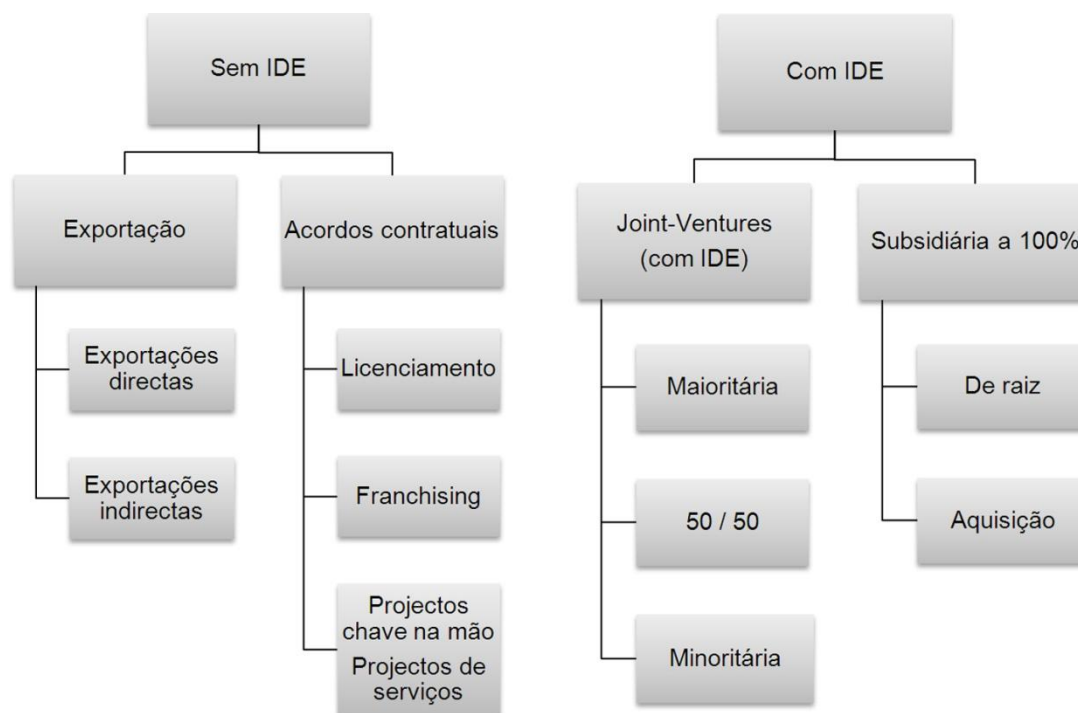 Sem IDE
Exportação
Exportações
directas
Exportações
indirectas
Acordos contratuais
Licenciamento
Franchising
Projectos
chave na mão
Projectos de
serviços
Com IDE
Joint-Ventures
(com IDE)
Maioritária
50 / 50
Minoritária
Subsidiária a 100%
De raiz
Aquisição